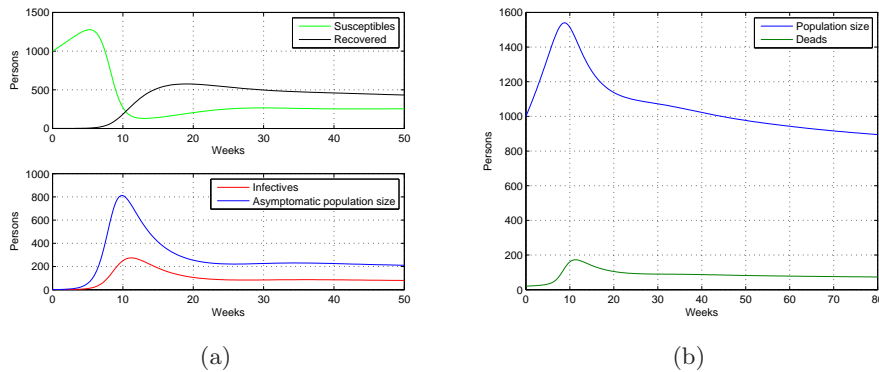 1500
1000
500
0
0
10
20
30
40
50
Weeks
Persons
Susceptibles
Recovered
1000
800
600
400
200
0
0
10
20
30
40
50
Weeks
Persons
Infectives
Asymptomatic population size
(a)
1600
1400
1200
1000
800
600
400
200
0
0
10
20
30
40
50
60
70
80
Weeks
Persons
Population size
Deads
(b)